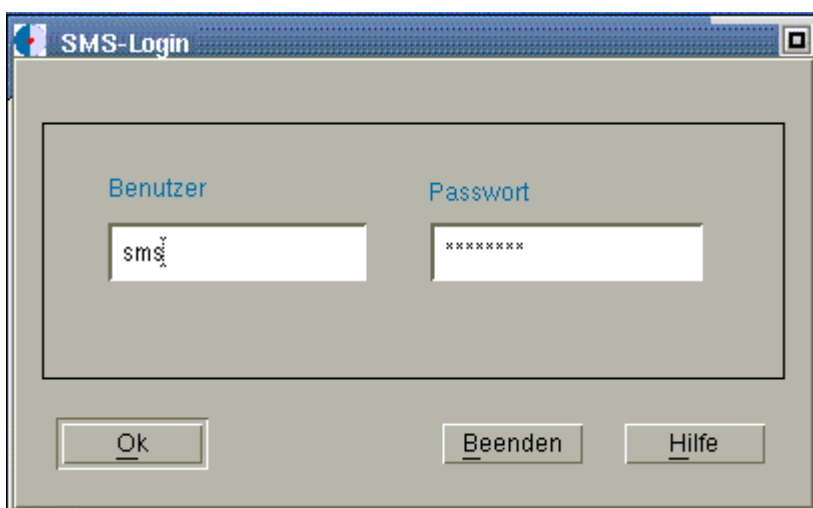 SMS-Login
Benutzer Passwort
sms ********
Ok Beenden Hilfe